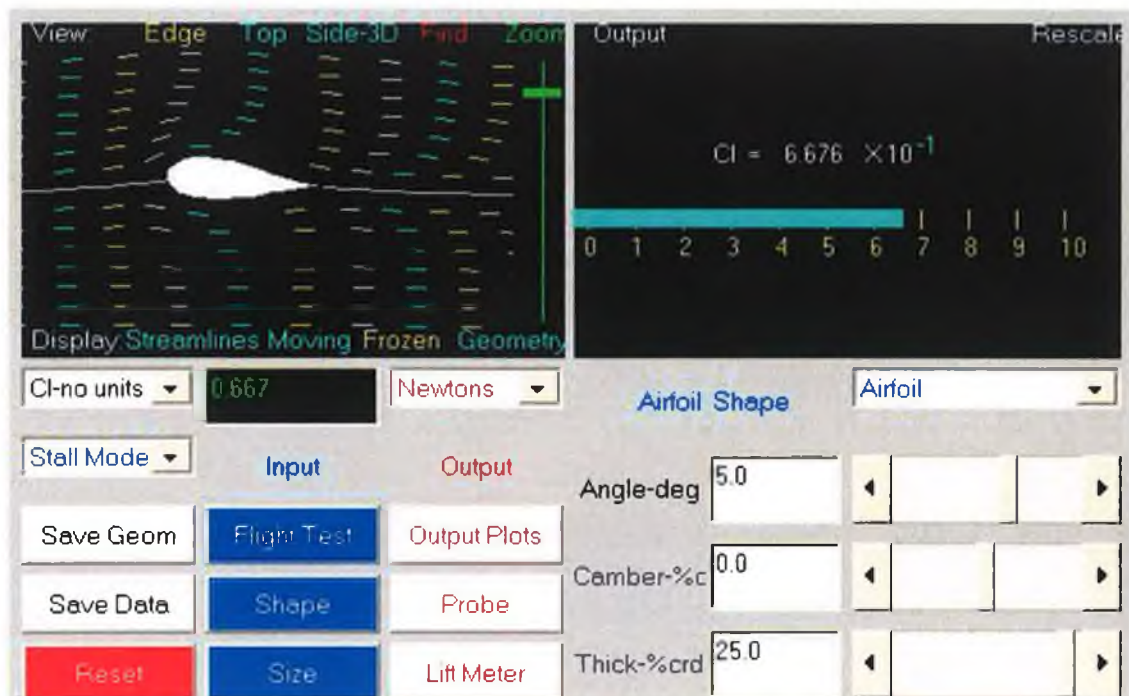 View Edge Top Side-3D Find Zoom
Display: Streamlines Moving Frozen Geometry
Output Rescale
Cl = 6.676 ×10⁻¹
0 1 2 3 4 5 6 7 8 9 10
Cl-no units 0.667 Newtons
Stall Mode Input Output
Save Geom Flight Test Output Plots
Save Data Shape Probe
Reset Size Lift Meter
Airfoil Shape Airfoil
Angle-deg 5.0
Camber-%c 0.0
Thick-%crd 25.0